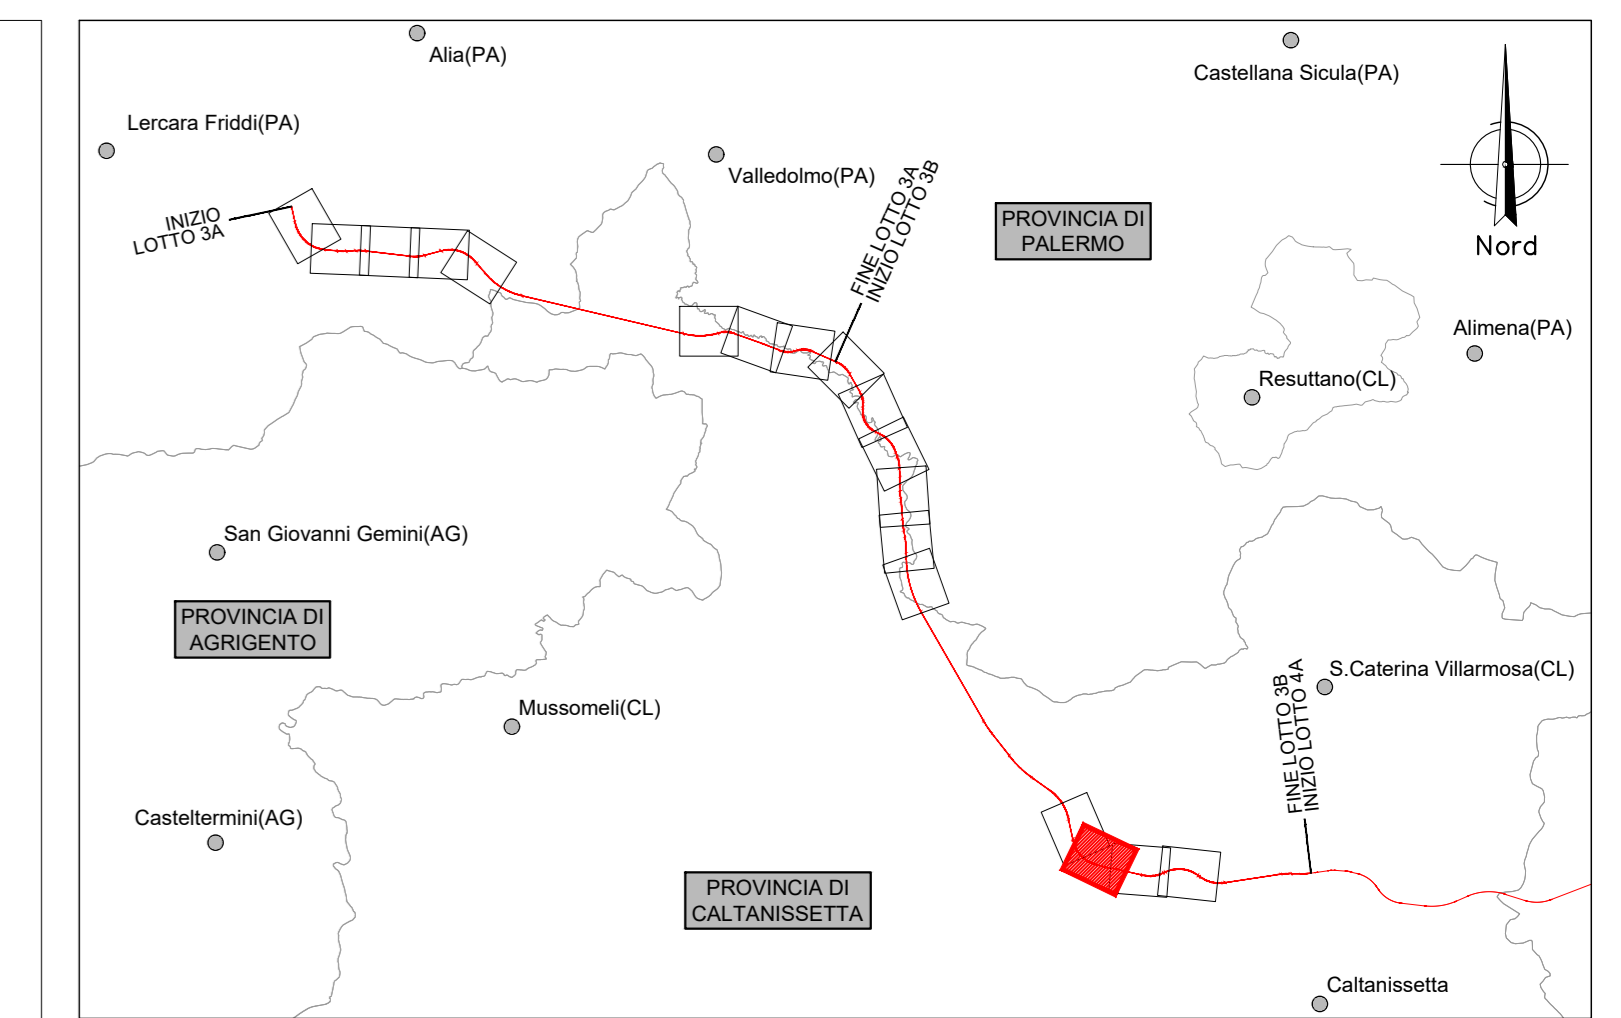 Alia(PA)
Castellana Sicula(PA)
Lercara Friddi(PA)
Valledolmo(PA)
INIZIO
LOTTO 3A
FINE LOTTO 3A
INIZIO LOTTO 3B
PROVINCIA DI
PALERMO
Nord
Alimena(PA)
Resuttano(CL)
San Giovanni Gemini(AG)
PROVINCIA DI
AGRIGENTO
S.Caterina Villarmosa(CL)
Mussomeli(CL)
FINE LOTTO 3B
INIZIO LOTTO 4A
Casteltermini(AG)
PROVINCIA DI
CALTANISSETTA
Caltanissetta